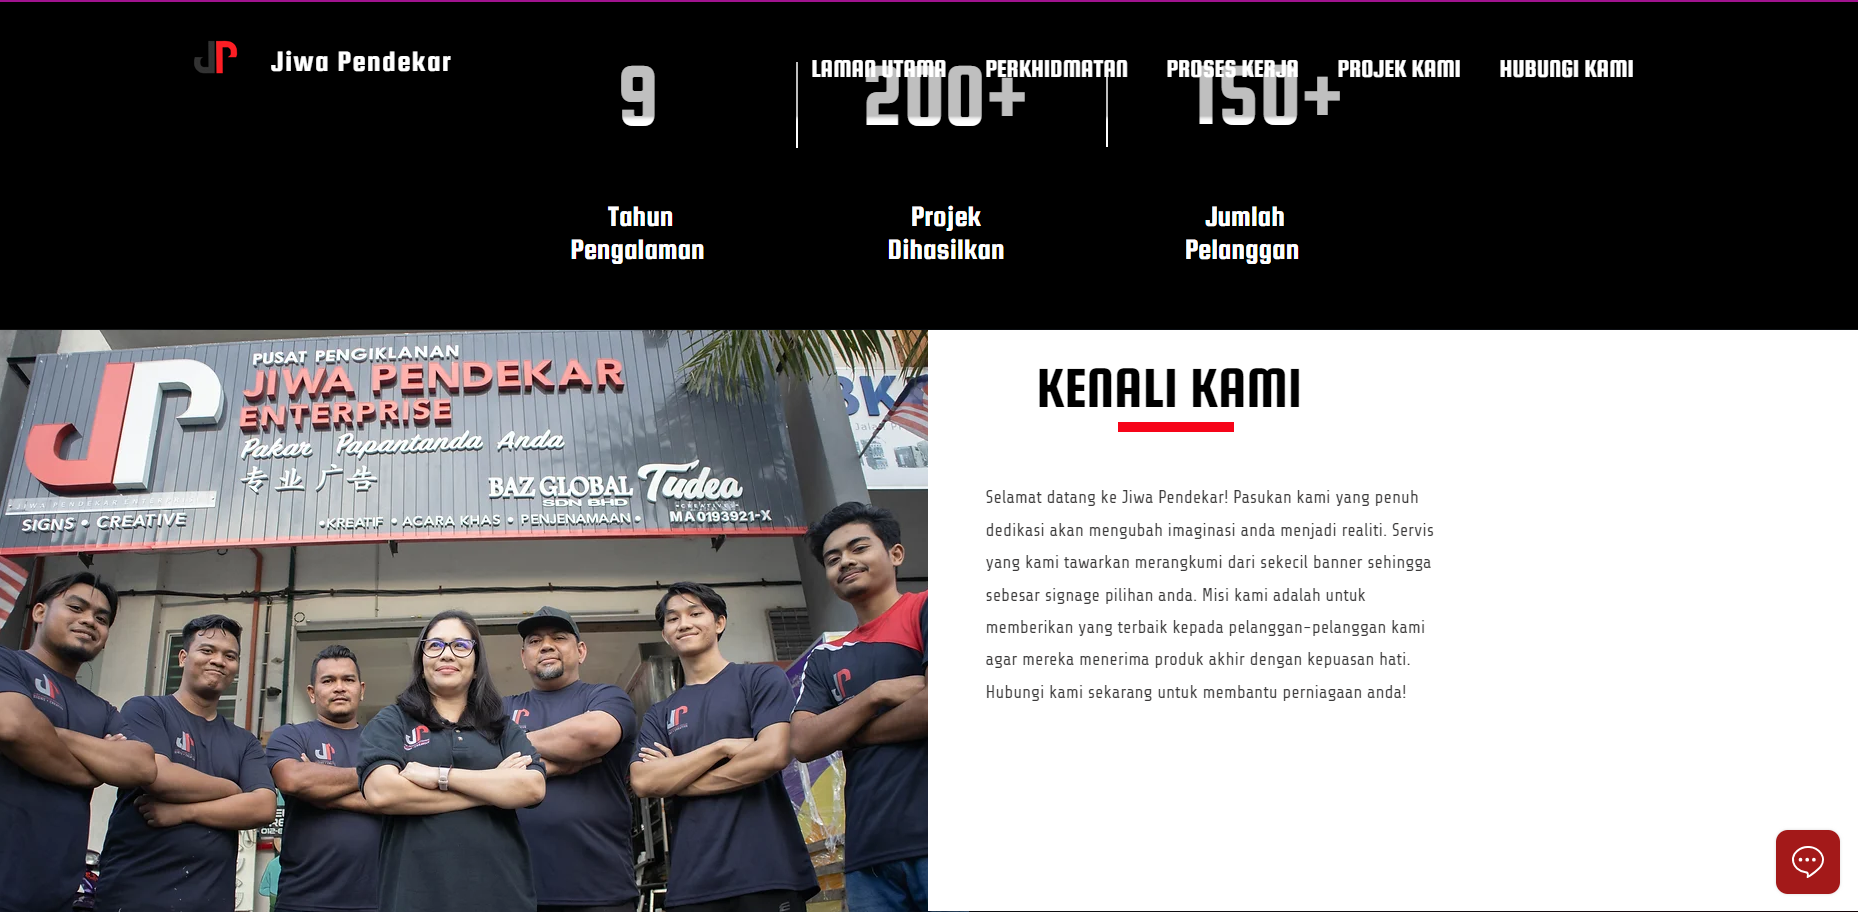 Jiwa Pendekar
LAMAN UTAMA PERKHIDMATAN PROSES KERJA PROJEK KAMI HUBUNGI KAMI
9 200+ 150+
Tahun Pengalaman
Projek Dihasilkan
Jumlah Pelanggan
PUSAT PENGIKLANAN
JIWA PENDEKAR
ENTERPRISE
Pakar Papantanda Anda
专业广告
BAZ GLOBAL
SDN BHD
Tudea
CREATIVE
JIWA PENDEKAR ENTERPRISE
SIGNS • CREATIVE
•KREATIF • ACARA KHAS • PENJENAMAAN•
MA0193921-X
KENALI KAMI
Selamat datang ke Jiwa Pendekar! Pasukan kami yang penuh
dedikasi akan mengubah imaginasi anda menjadi realiti. Servis
yang kami tawarkan merangkumi dari sekecil banner sehingga
sebesar signage pilihan anda. Misi kami adalah untuk
memberikan yang terbaik kepada pelanggan-pelanggan kami
agar mereka menerima produk akhir dengan kepuasan hati.
Hubungi kami sekarang untuk membantu perniagaan anda!